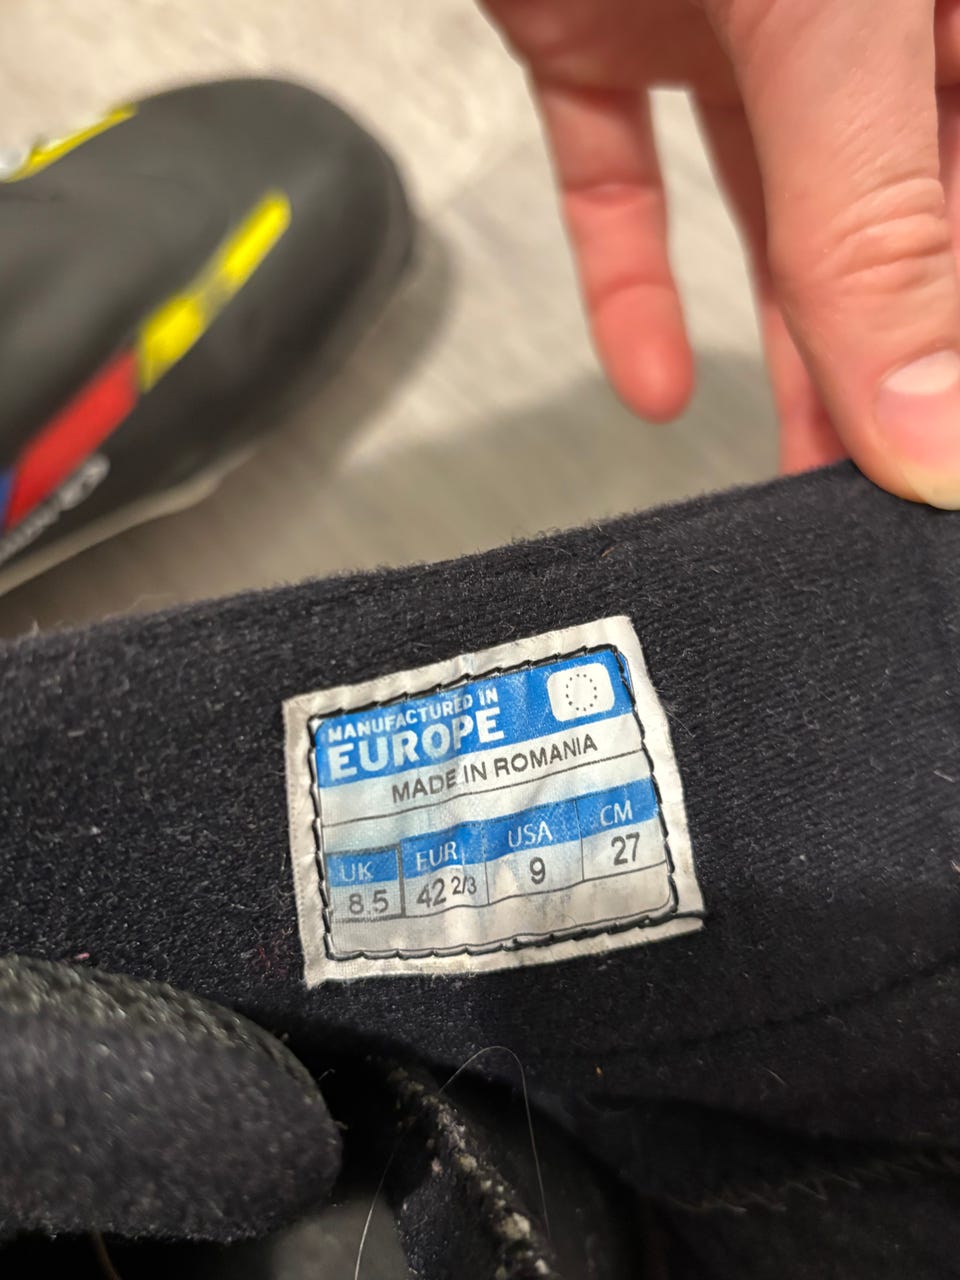 MANUFACTURED IN
EUROPE
MADE IN ROMANIA
UK EUR USA CM
8.5 42 2/3 9 27